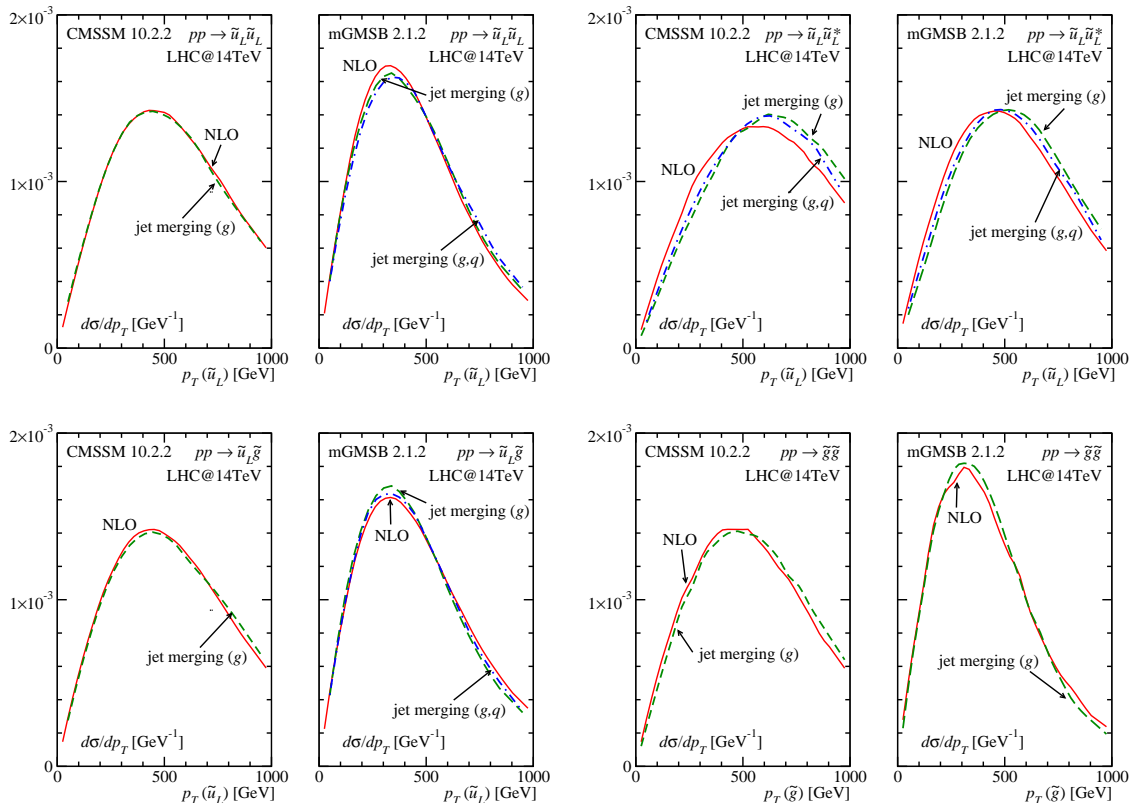 2×10⁻³
CMSSM 10.2.2 pp → ũ_L ũ_L
LHC@14TeV
NLO
jet merging (g)
1×10⁻³
dσ/dp_T [GeV⁻¹]
0
0 500 1000
p_T (ũ_L) [GeV]
mGMSB 2.1.2 pp → ũ_L ũ_L
LHC@14TeV
NLO
jet merging (g)
jet merging (g,q)
dσ/dp_T [GeV⁻¹]
0 500 1000
p_T (ũ_L) [GeV]
2×10⁻³
CMSSM 10.2.2 pp → ũ_L ũ_L*
LHC@14TeV
jet merging (g)
NLO
jet merging (g,q)
1×10⁻³
dσ/dp_T [GeV⁻¹]
0
0 500 1000
p_T (ũ_L) [GeV]
mGMSB 2.1.2 pp → ũ_L ũ_L*
LHC@14TeV
jet merging (g)
NLO
jet merging (g,q)
dσ/dp_T [GeV⁻¹]
0 500 1000
p_T (ũ_L) [GeV]
2×10⁻³
CMSSM 10.2.2 pp → ũ_L g̃
LHC@14TeV
NLO
1×10⁻³
jet merging (g)
dσ/dp_T [GeV⁻¹]
0
0 500 1000
p_T (ũ_L) [GeV]
mGMSB 2.1.2 pp → ũ_L g̃
LHC@14TeV
jet merging (g)
NLO
jet merging (g,q)
dσ/dp_T [GeV⁻¹]
0 500 1000
p_T (ũ_L) [GeV]
2×10⁻³
CMSSM 10.2.2 pp → g̃g̃
LHC@14TeV
NLO
1×10⁻³
jet merging (g)
dσ/dp_T [GeV⁻¹]
0
0 500 1000
p_T (g̃) [GeV]
mGMSB 2.1.2 pp → g̃g̃
LHC@14TeV
NLO
jet merging (g)
dσ/dp_T [GeV⁻¹]
0 500 1000
p_T (g̃) [GeV]